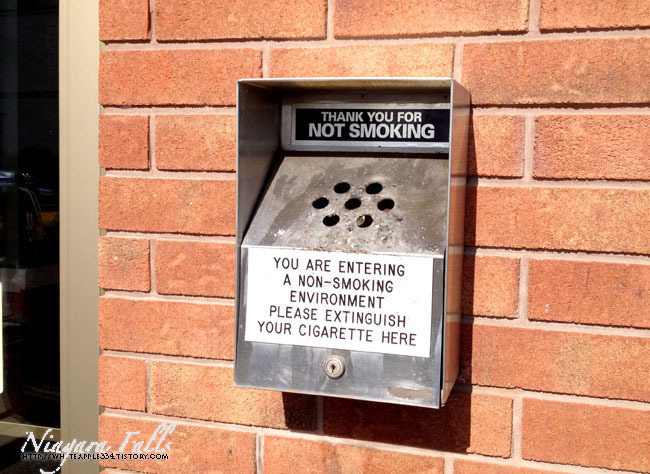 THANK YOU FOR
NOT SMOKING
YOU ARE ENTERING
A NON-SMOKING
ENVIRONMENT
PLEASE EXTINGUISH
YOUR CIGARETTE HERE
Niagara Falls